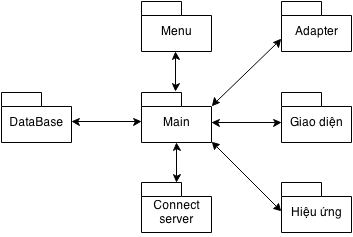 Menu
Adapter
DataBase
Main
Giao diện
Connect
server
Hiệu ứng